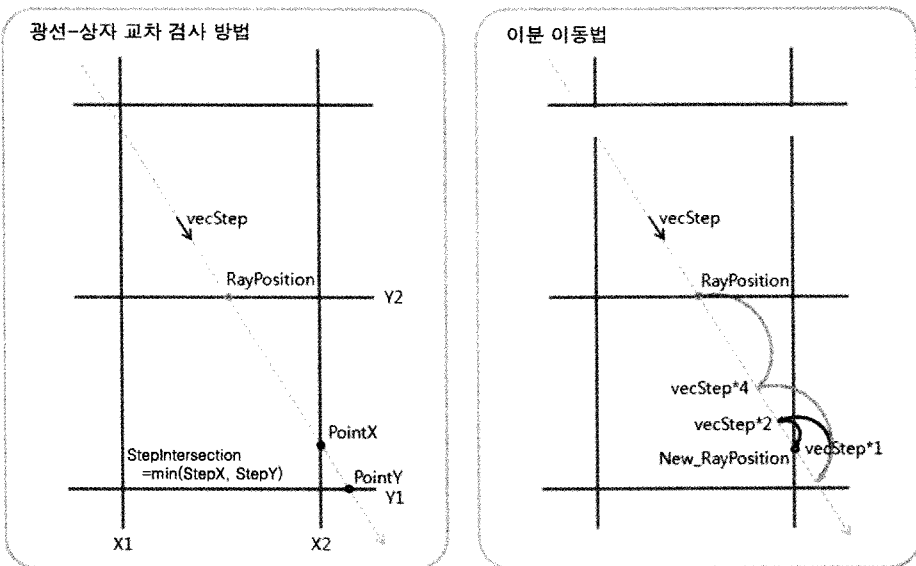 광선-상자 교차 검사 방법
vecStep
RayPosition
Y2
PointX
StepIntersection
=min(StepX, StepY)
PointY
Y1
X1
X2
이분 이동법
vecStep
RayPosition
vecStep*4
vecStep*2
vecStep*1
New_RayPosition